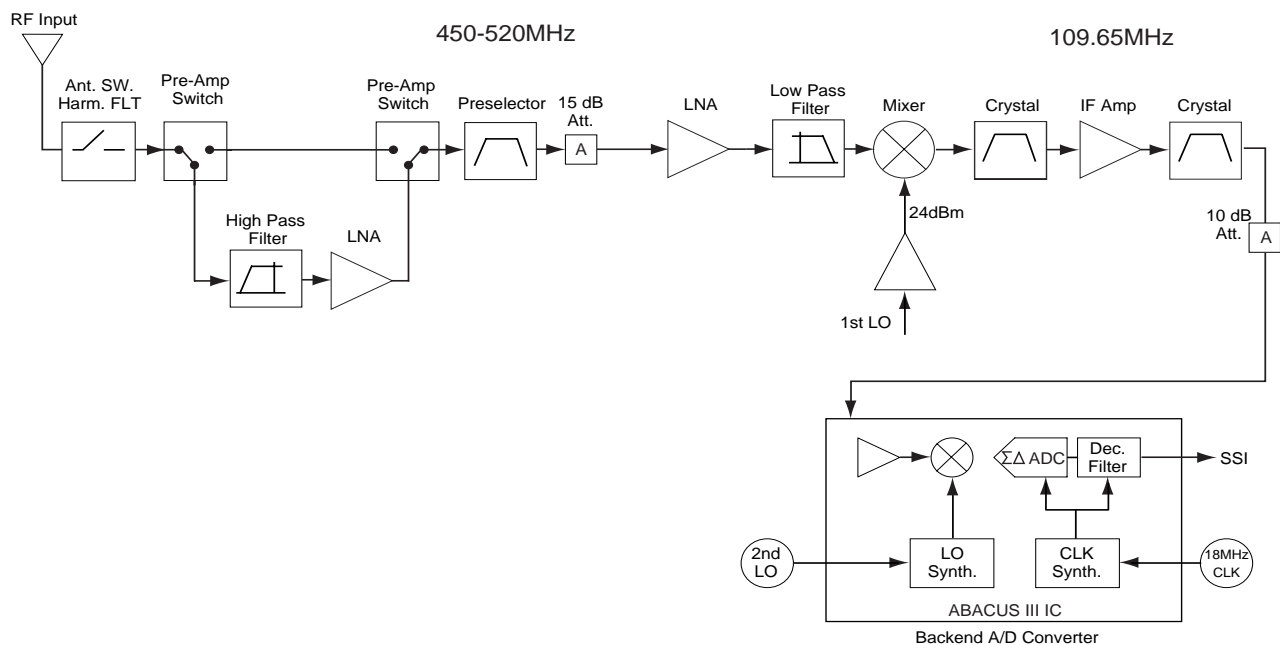 RF Input
450-520MHz
109.65MHz
Ant. SW.
Harm. FLT
Pre-Amp
Switch
Pre-Amp
Switch
Preselector
15 dB
Att.
A
LNA
Low Pass
Filter
Mixer
Crystal
IF Amp
Crystal
24dBm
1st LO
10 dB
Att.
A
High Pass
Filter
LNA
ΣΔ ADC
Dec.
Filter
SSI
2nd
LO
LO
Synth.
CLK
Synth.
18MHz
CLK
ABACUS III IC
Backend A/D Converter